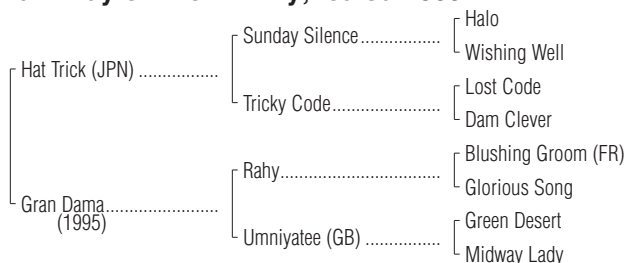 Halo
Sunday Silence..................
Wishing Well
Hat Trick (JPN) ..................
Lost Code
Tricky Code........................
Dam Clever
Blushing Groom (FR)
Rahy...................................
Glorious Song
Gran Dama.........................
(1995)
Green Desert
Umniyatee (GB) .................
Midway Lady